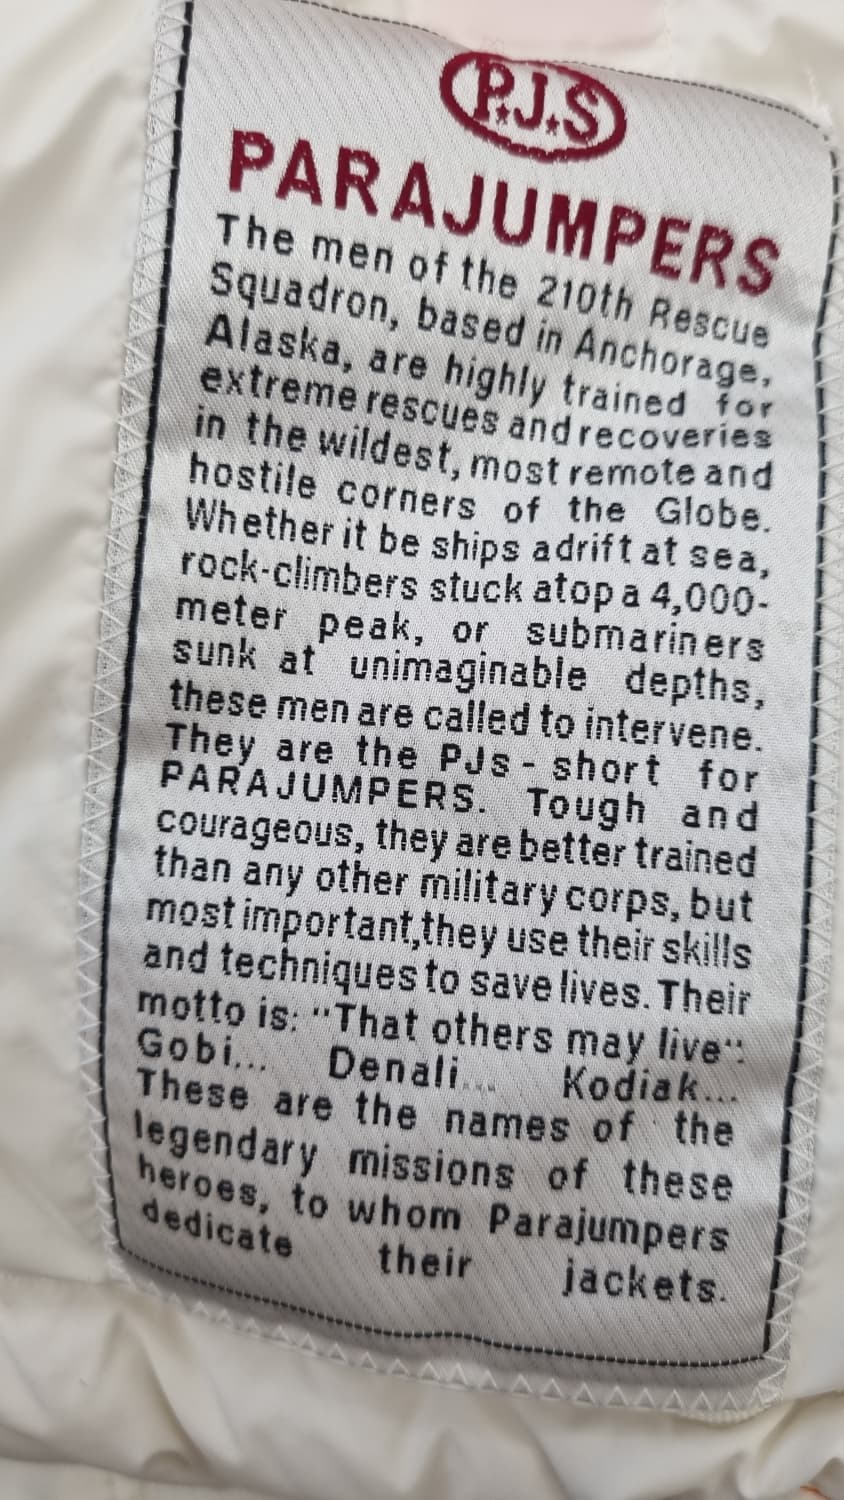 P.J.S
PARAJUMPERS
The men of the 210th Rescue
Squadron, based in Anchorage,
Alaska, are highly trained for
extreme rescues and recoveries
in the wildest, most remote and
hostile corners of the Globe.
Whether it be ships adrift at sea,
rock-climbers stuck atop a 4,000-
meter peak, or submariners
sunk at unimaginable depths,
these men are called to intervene.
They are the PJs - short for
PARAJUMPERS. Tough and
courageous, they are better trained
than any other military corps, but
most important,they use their skills
and techniques to save lives. Their
motto is: "That others may live":
Gobi... Denali... Kodiak...
These are the names of the
legendary missions of these
heroes, to whom Parajumpers
dedicate their jackets.